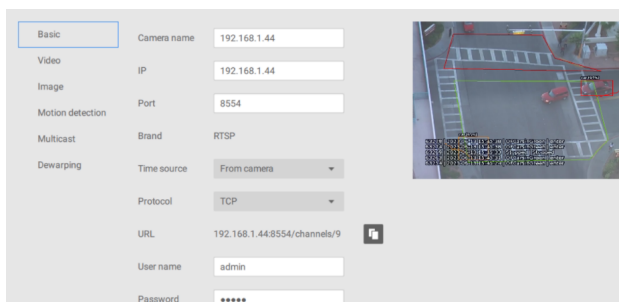 Basic
Video
Image
Motion detection
Multicast
Dewarping
Camera name 192.168.1.44
IP 192.168.1.44
Port 8554
Brand RTSP
Time source From camera
Protocol TCP
URL 192.168.1.44:8554/channels/9
User name admin
Password •••••